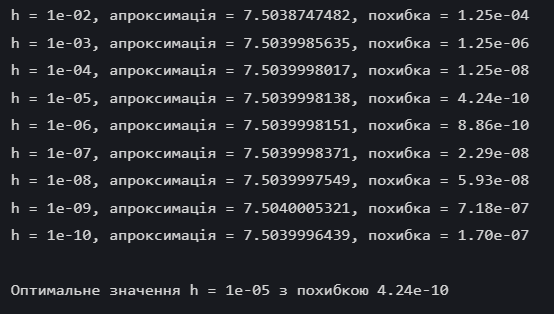 h = 1e-02, апроксимація = 7.5038747482, похибка = 1.25e-04
h = 1e-03, апроксимація = 7.5039985635, похибка = 1.25e-06
h = 1e-04, апроксимація = 7.5039998017, похибка = 1.25e-08
h = 1e-05, апроксимація = 7.5039998138, похибка = 4.24e-10
h = 1e-06, апроксимація = 7.5039998151, похибка = 8.86e-10
h = 1e-07, апроксимація = 7.5039998371, похибка = 2.29e-08
h = 1e-08, апроксимація = 7.5039997549, похибка = 5.93e-08
h = 1e-09, апроксимація = 7.5040005321, похибка = 7.18e-07
h = 1e-10, апроксимація = 7.5039996439, похибка = 1.70e-07
Оптимальне значення h = 1e-05 з похибкою 4.24e-10